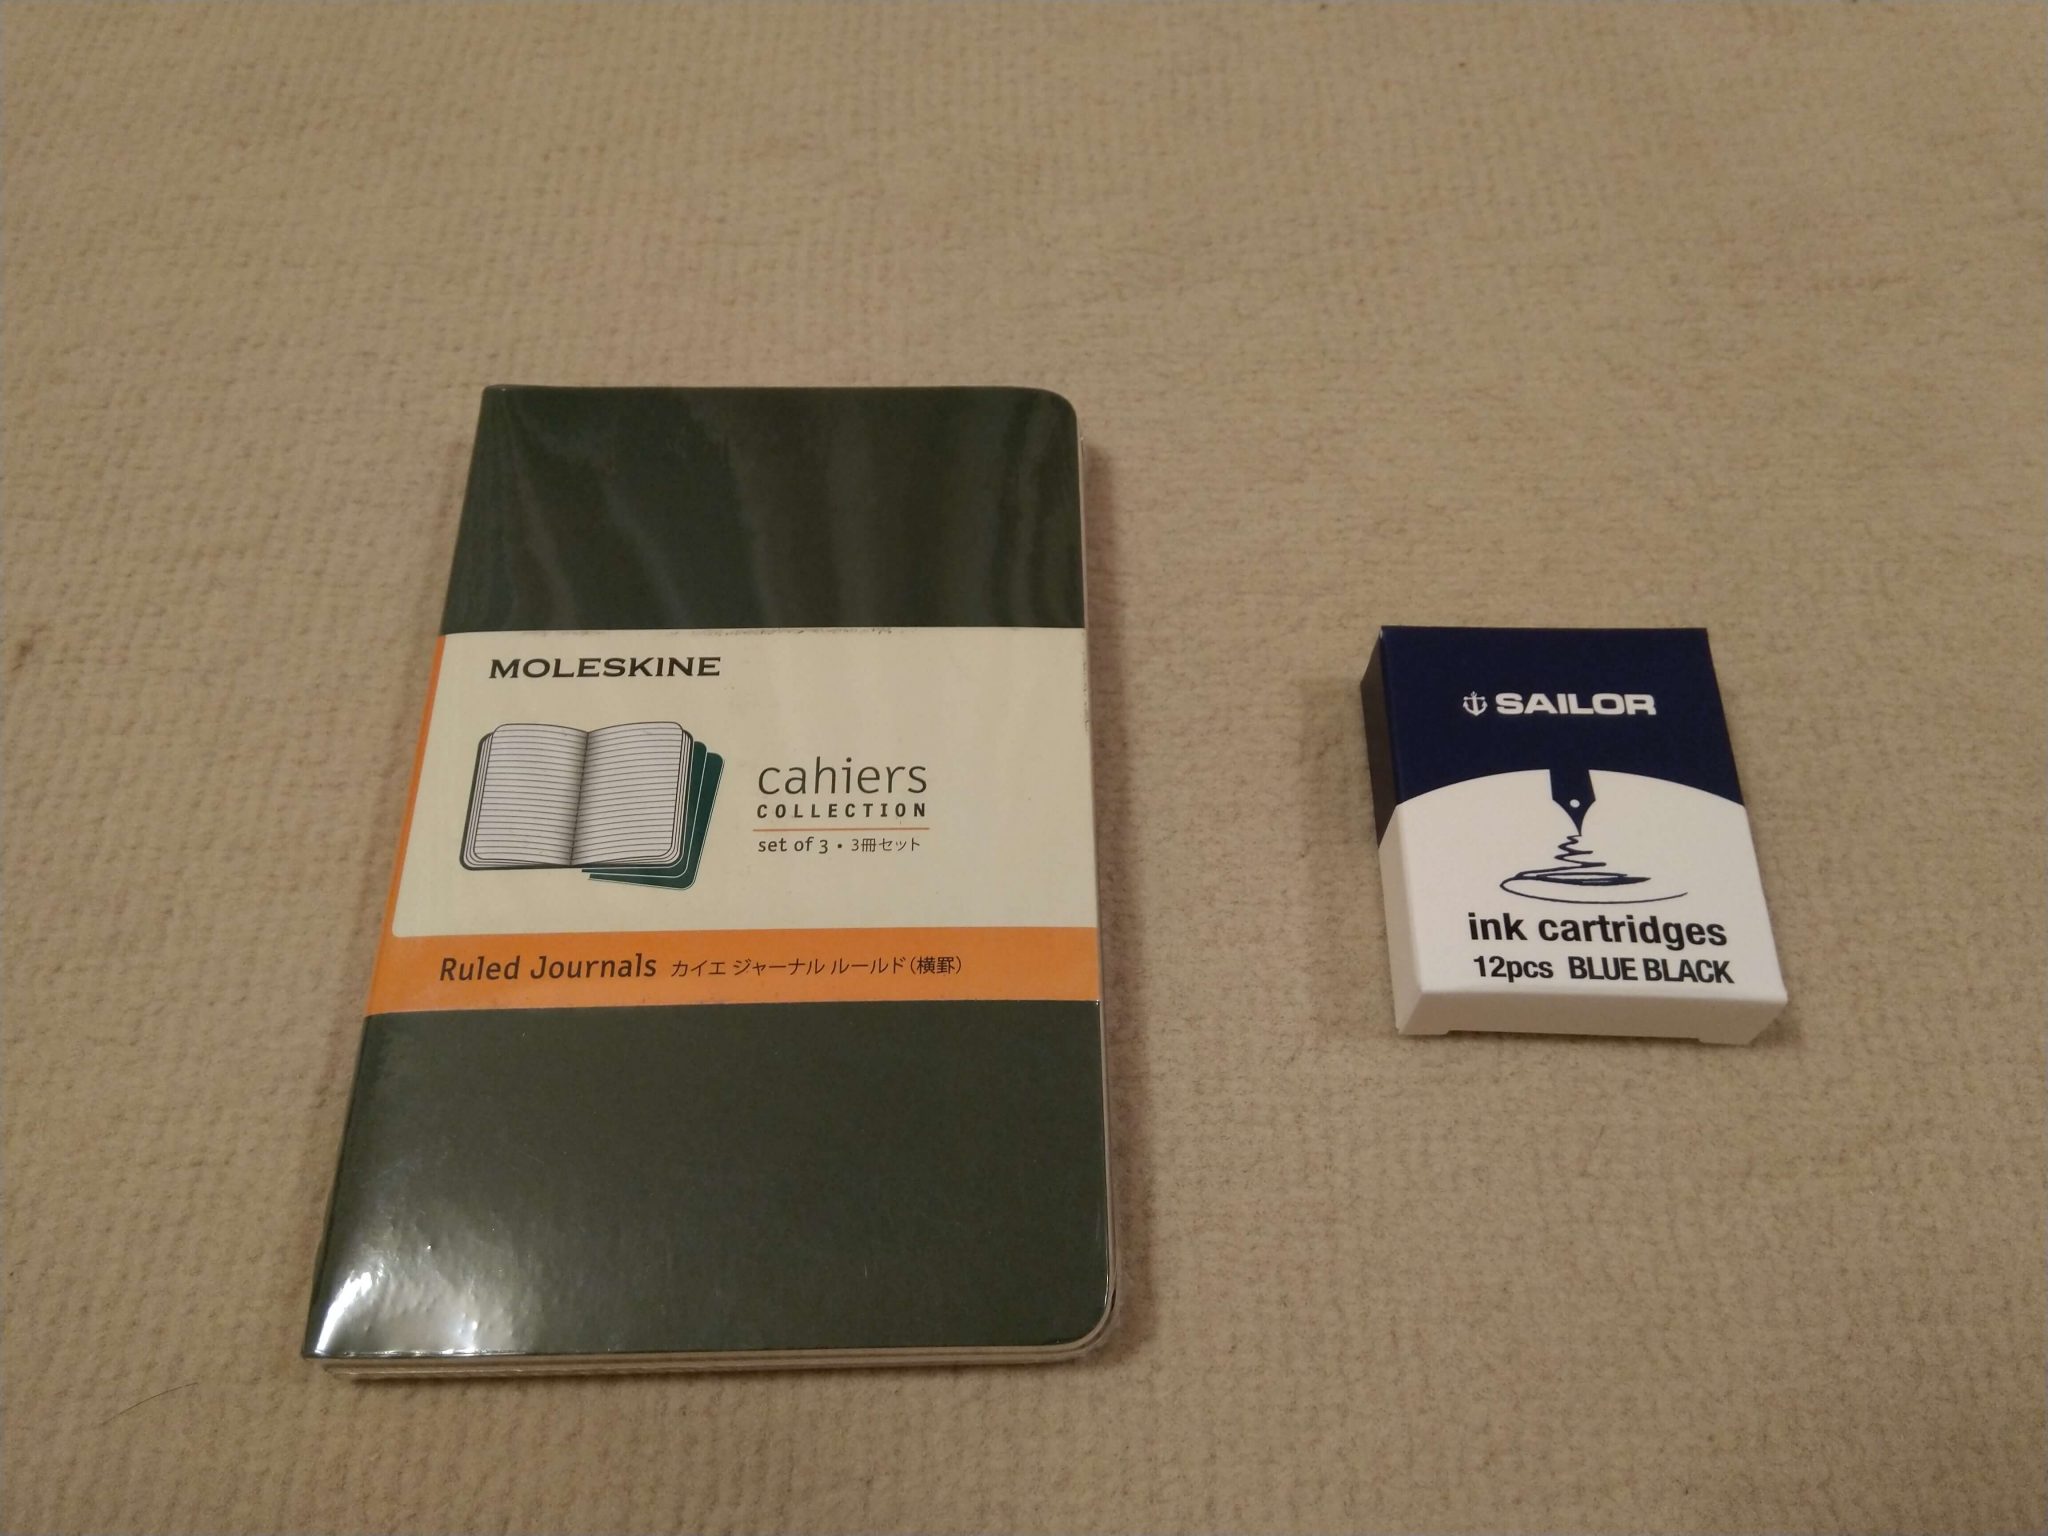 MOLESKINE
cahiers
COLLECTION
set of 3 • 3冊セット
Ruled Journals カイエ ジャーナル ルールド(横罫)
SAILOR
ink cartridges
12pcs BLUE BLACK